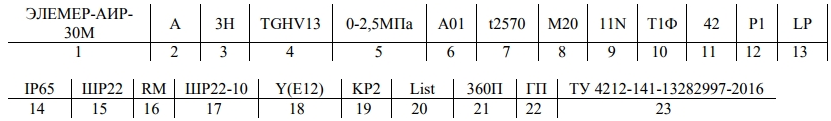 ЭЛЕМЕР-АИР-30М А 3Н TGHV13 0-2,5МПа А01 t2570 М20 11N Т1Ф 42 Р1 LP
1 2 3 4 5 6 7 8 9 10 11 12 13
IP65 ШР22 RM ШР22-10 Y(E12) КР2 List 360П ГП ТУ 4212-141-13282997-2016
14 15 16 17 18 19 20 21 22 23